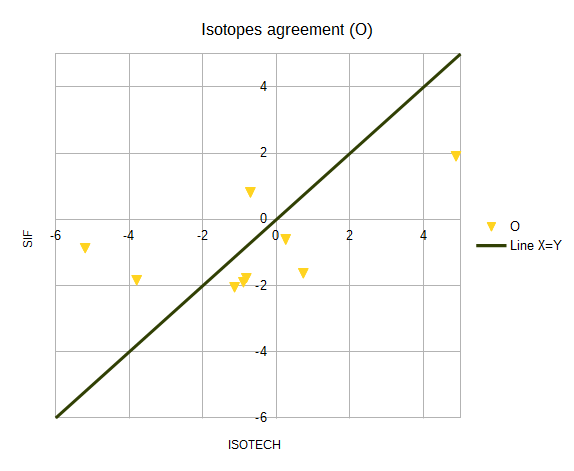 Isotopes agreement (O)
4
2
0
-6 -4 -2 0 2 4
-2
-4
-6
SIF
ISOTECH
O
Line X=Y